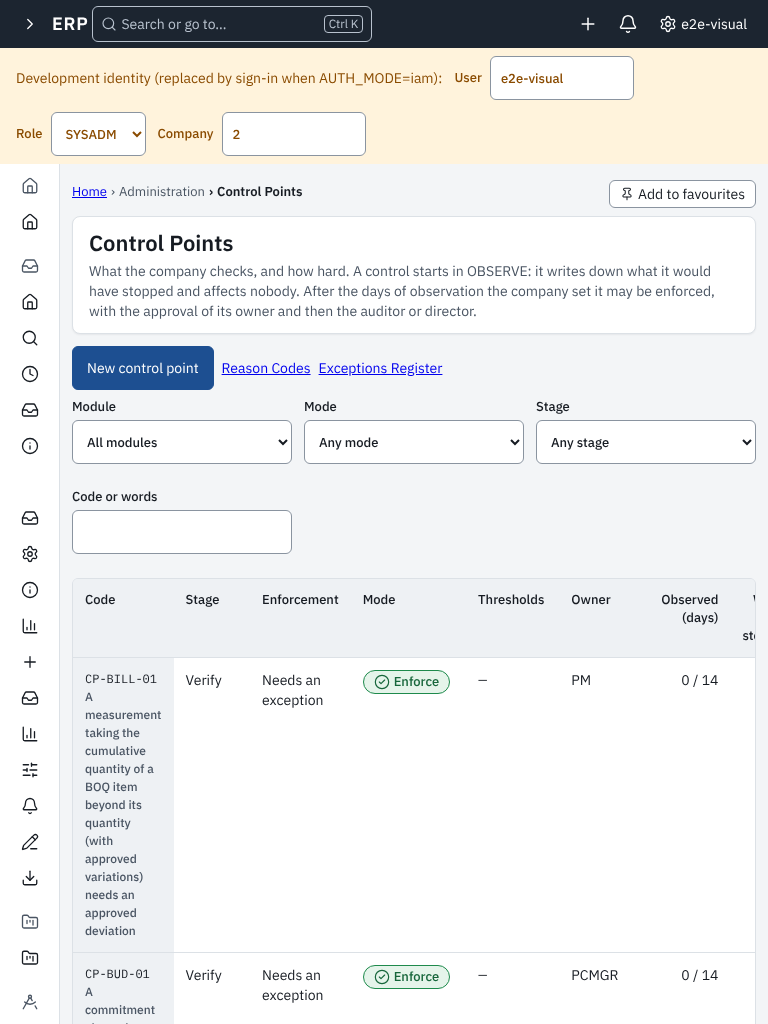 ERP
Search or go to...
Ctrl K
e2e-visual
Development identity (replaced by sign-in when AUTH_MODE=iam):
User
e2e-visual
Role
SYSADM
Company
2
Home › Administration › Control Points
Add to favourites
Control Points
What the company checks, and how hard. A control starts in OBSERVE: it writes down what it would
have stopped and affects nobody. After the days of observation the company set it may be enforced,
with the approval of its owner and then the auditor or director.
New control point
Reason Codes
Exceptions Register
Module
Mode
Stage
All modules
Any mode
Any stage
Code or words
Code
Stage
Enforcement
Mode
Thresholds
Owner
Observed
(days)
CP-BILL-01
A
measurement
taking the
cumulative
quantity of a
BOQ item
beyond its
quantity
(with
approved
variations)
needs an
approved
deviation
Verify
Needs an
exception
Enforce
—
PM
0 / 14
CP-BUD-01
A
commitment
Verify
Needs an
exception
Enforce
—
PCMGR
0 / 14